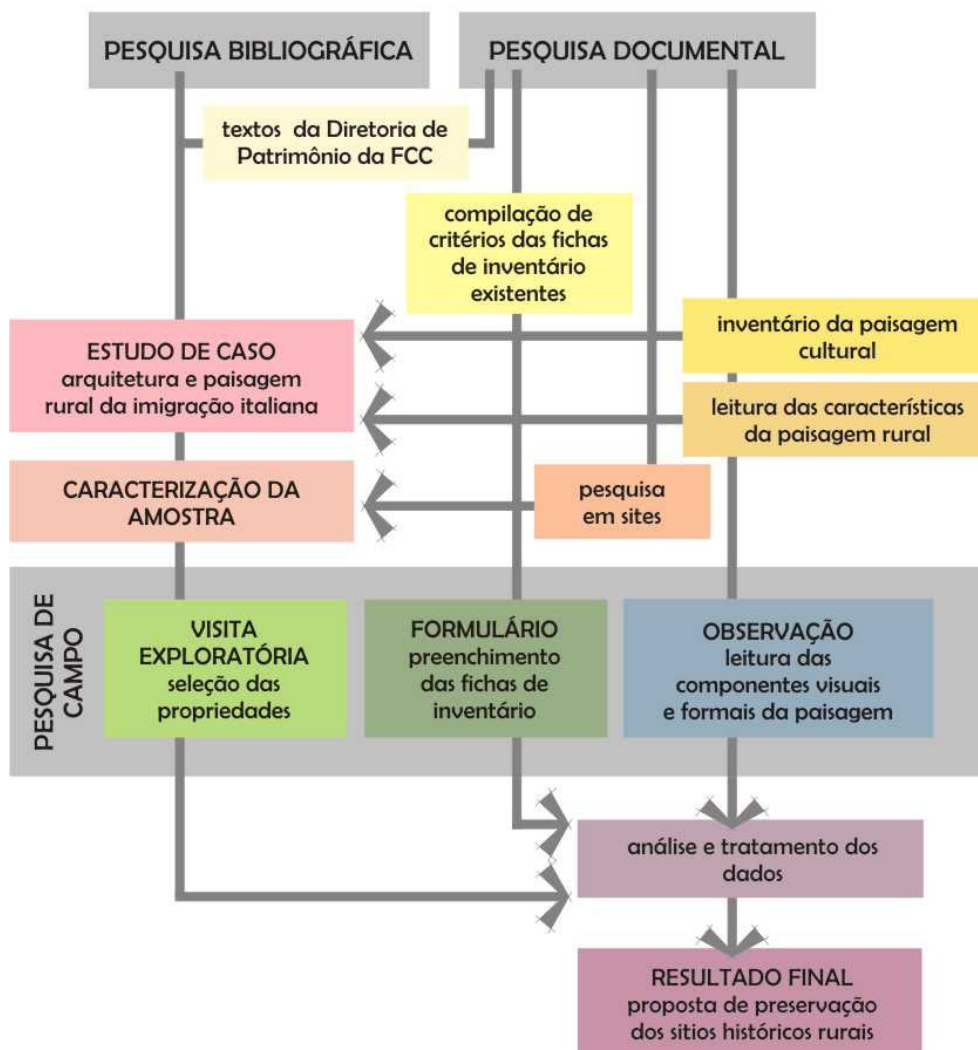 PESQUISA BIBLIOGRÁFICA
PESQUISA DOCUMENTAL
textos da Diretoria de
Patrimônio da FCC
compilação de
critérios das fichas
de inventário
existentes
inventário da paisagem
cultural
ESTUDO DE CASO
arquitetura e paisagem
rural da imigração italiana
leitura das características
da paisagem rural
CARACTERIZAÇÃO DA
AMOSTRA
pesquisa
em sites
PESQUISA DE
CAMPO
VISITA
EXPLORATÓRIA
seleção das
propriedades
FORMULÁRIO
preenchimento
das fichas de
inventário
OBSERVAÇÃO
leitura das
componentes visuais
e formais da paisagem
análise e tratamento dos
dados
RESULTADO FINAL
proposta de preservação
dos sitios históricos rurais